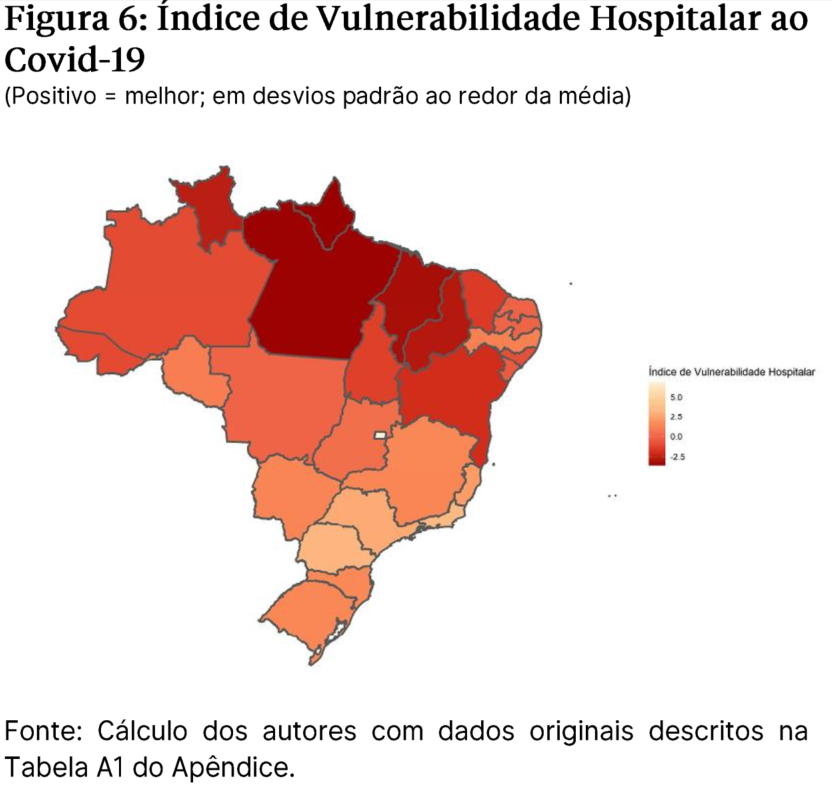 Figura 6: Índice de Vulnerabilidade Hospitalar ao
Covid-19
(Positivo = melhor; em desvios padrão ao redor da média)
Índice de Vulnerabilidade Hospitalar
5.0
2.5
0.0
-2.5
Fonte: Cálculo dos autores com dados originais descritos na
Tabela A1 do Apêndice.